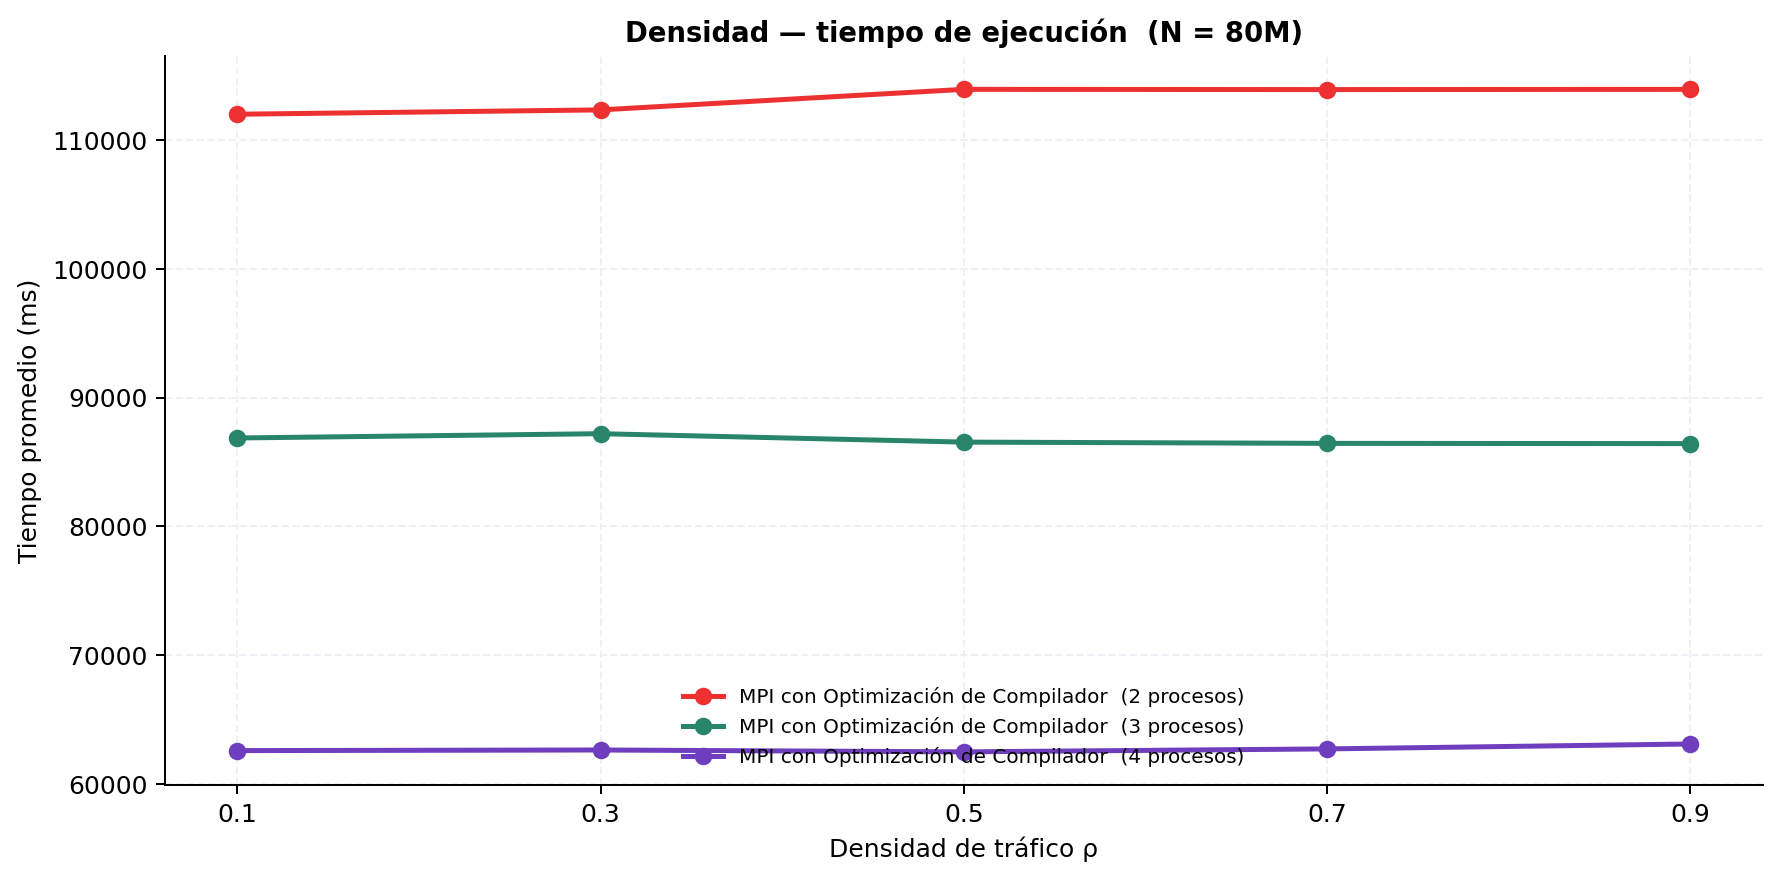 Densidad — tiempo de ejecución (N = 80M)
Tiempo promedio (ms)
110000
100000
90000
80000
70000
60000
MPI con Optimización de Compilador (2 procesos)
MPI con Optimización de Compilador (3 procesos)
MPI con Optimización de Compilador (4 procesos)
0.1 0.3 0.5 0.7 0.9
Densidad de tráfico ρ